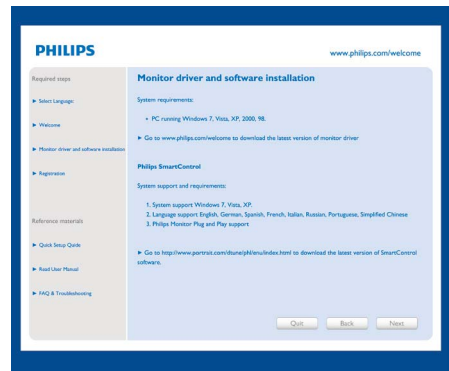 PHILIPS
www.philips.com/welcome
Required steps
► Select Language:
► Welcome
► Monitor driver and software installation
► Registration
Reference materials
► Quick Setup Guide
► Read User Manual
► FAQ & Troubleshooting
Monitor driver and software installation
System requirements:
• PC running Windows 7, Vista, XP, 2000, 98.
► Go to www.philips.com/welcome to download the latest version of monitor driver
Philips SmartControl
System support and requirements:
1. System support Windows 7, Vista, XP.
2. Language support English, German, Spanish, French, Italian, Russian, Portuguese, Simplified Chinese
3. Philips Monitor Plug and Play support
► Go to http://www.portrait.com/dtune/phl/enu/index.html to download the latest version of SmartControl
software.
Quit
Back
Next